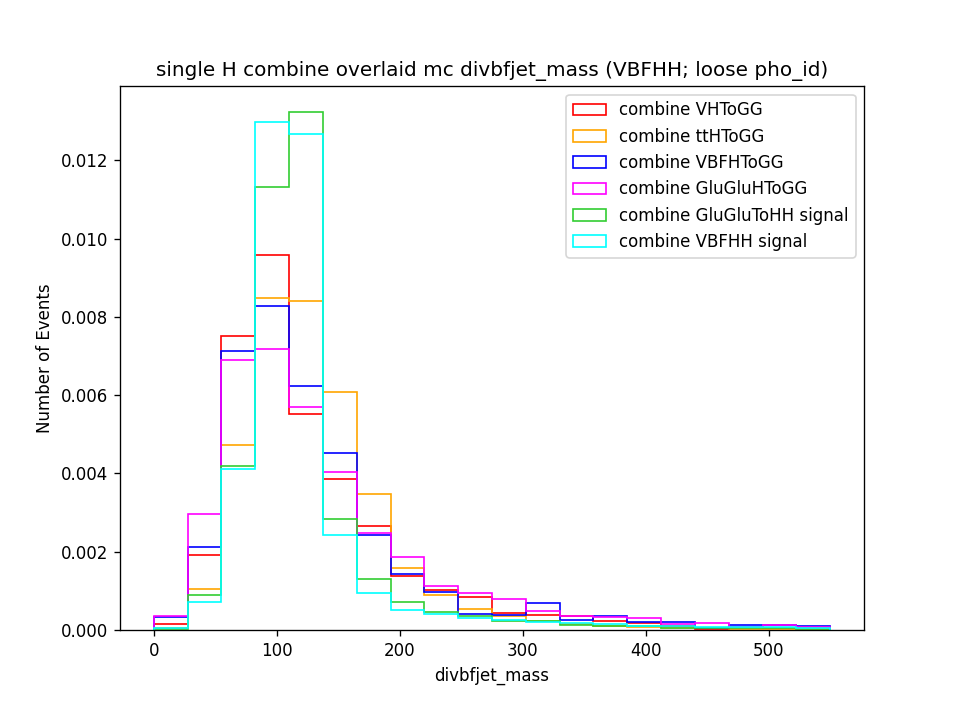 single H combine overlaid mc divbfjet_mass (VBFHH; loose pho_id)
combine VHToGG
combine ttHToGG
combine VBFHToGG
combine GluGluHToGG
combine GluGluToHH signal
combine VBFHH signal
0.012
0.010
0.008
0.006
0.004
0.002
0.000
Number of Events
0 100 200 300 400 500
divbfjet_mass